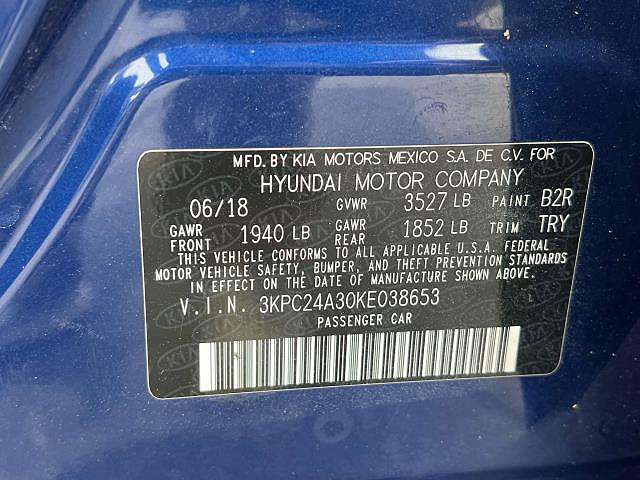 MFD. BY KIA MOTORS MEXICO S.A. DE C.V. FOR
HYUNDAI MOTOR COMPANY
06/18 GVWR 3527 LB PAINT B2R
GAWR FRONT 1940 LB GAWR REAR 1852 LB TRIM TRY
THIS VEHICLE CONFORMS TO ALL APPLICABLE U.S.A. FEDERAL
MOTOR VEHICLE SAFETY, BUMPER, AND THEFT PREVENTION STANDARDS
IN EFFECT ON THE DATE OF MANUFACTURE SHOWN ABOVE.
V.I.N. 3KPC24A30KE038653
PASSENGER CAR